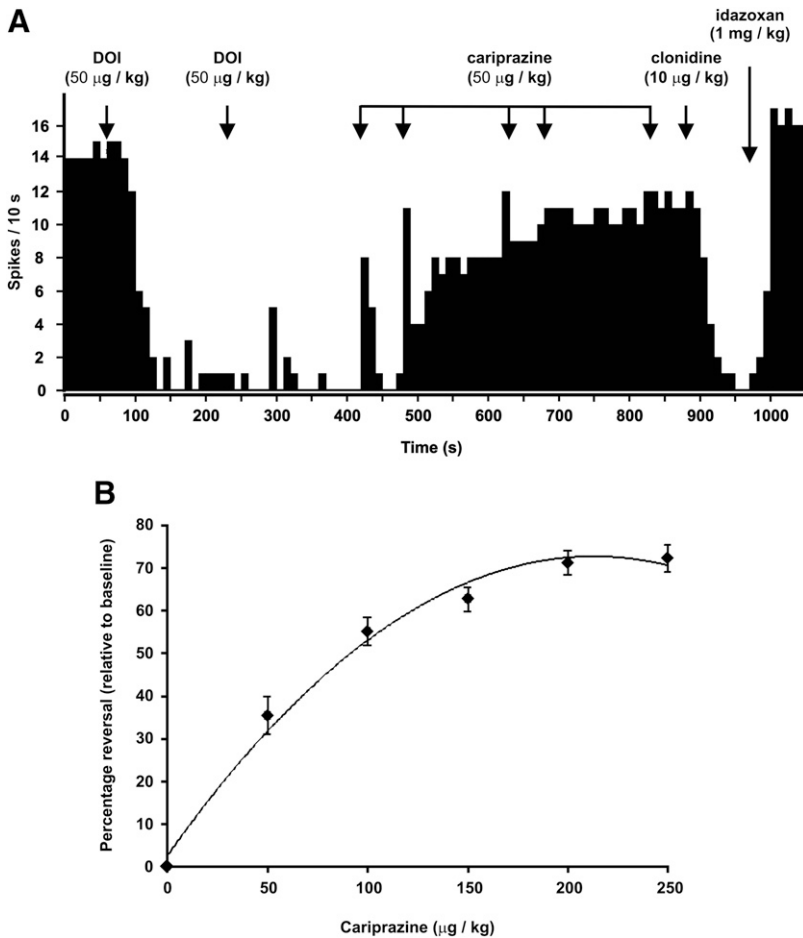 A
DOI
(50 μg / kg)
DOI
(50 μg / kg)
cariprazine
(50 μg / kg)
clonidine
(10 μg / kg)
idazoxan
(1 mg / kg)
Spikes / 10 s
16
14
12
10
8
6
4
2
0
0 100 200 300 400 500 600 700 800 900 1000
Time (s)
B
Percentage reversal (relative to baseline)
80
70
60
50
40
30
20
10
0
0 50 100 150 200 250
Cariprazine (μg / kg)